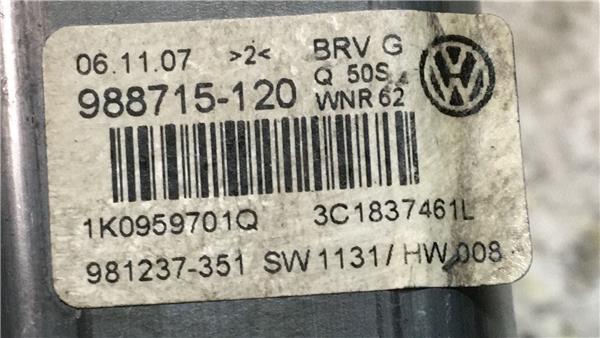 06.11.07 >2< BRV G
Q 50S
988715-120 WNR 62
1K0959701Q 3C1837461L
981237-351 SW 1131/ HW 008